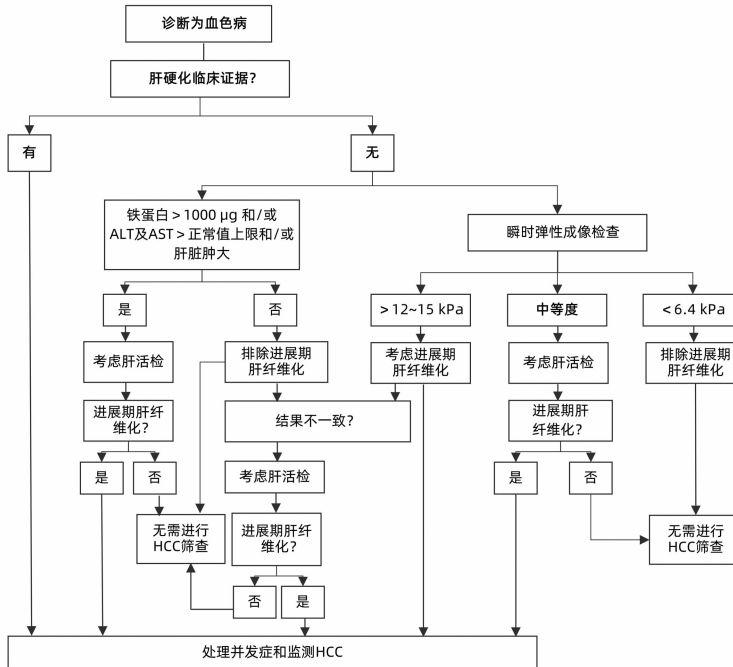 诊断为血色病
肝硬化临床证据？
有
无
铁蛋白＞1000 μg 和/或
ALT及AST＞正常值上限和/或
肝脏肿大
瞬时弹性成像检查
是
否
＞12~15 kPa
中等度
＜6.4 kPa
考虑肝活检
排除进展期
肝纤维化
考虑进展期
肝纤维化
考虑肝活检
排除进展期
肝纤维化
进展期肝纤
维化？
结果不一致？
进展期肝
纤维化？
是
否
考虑肝活检
是
否
无需进行
HCC筛查
进展期肝纤
维化？
无需进行
HCC筛查
否
是
处理并发症和监测HCC